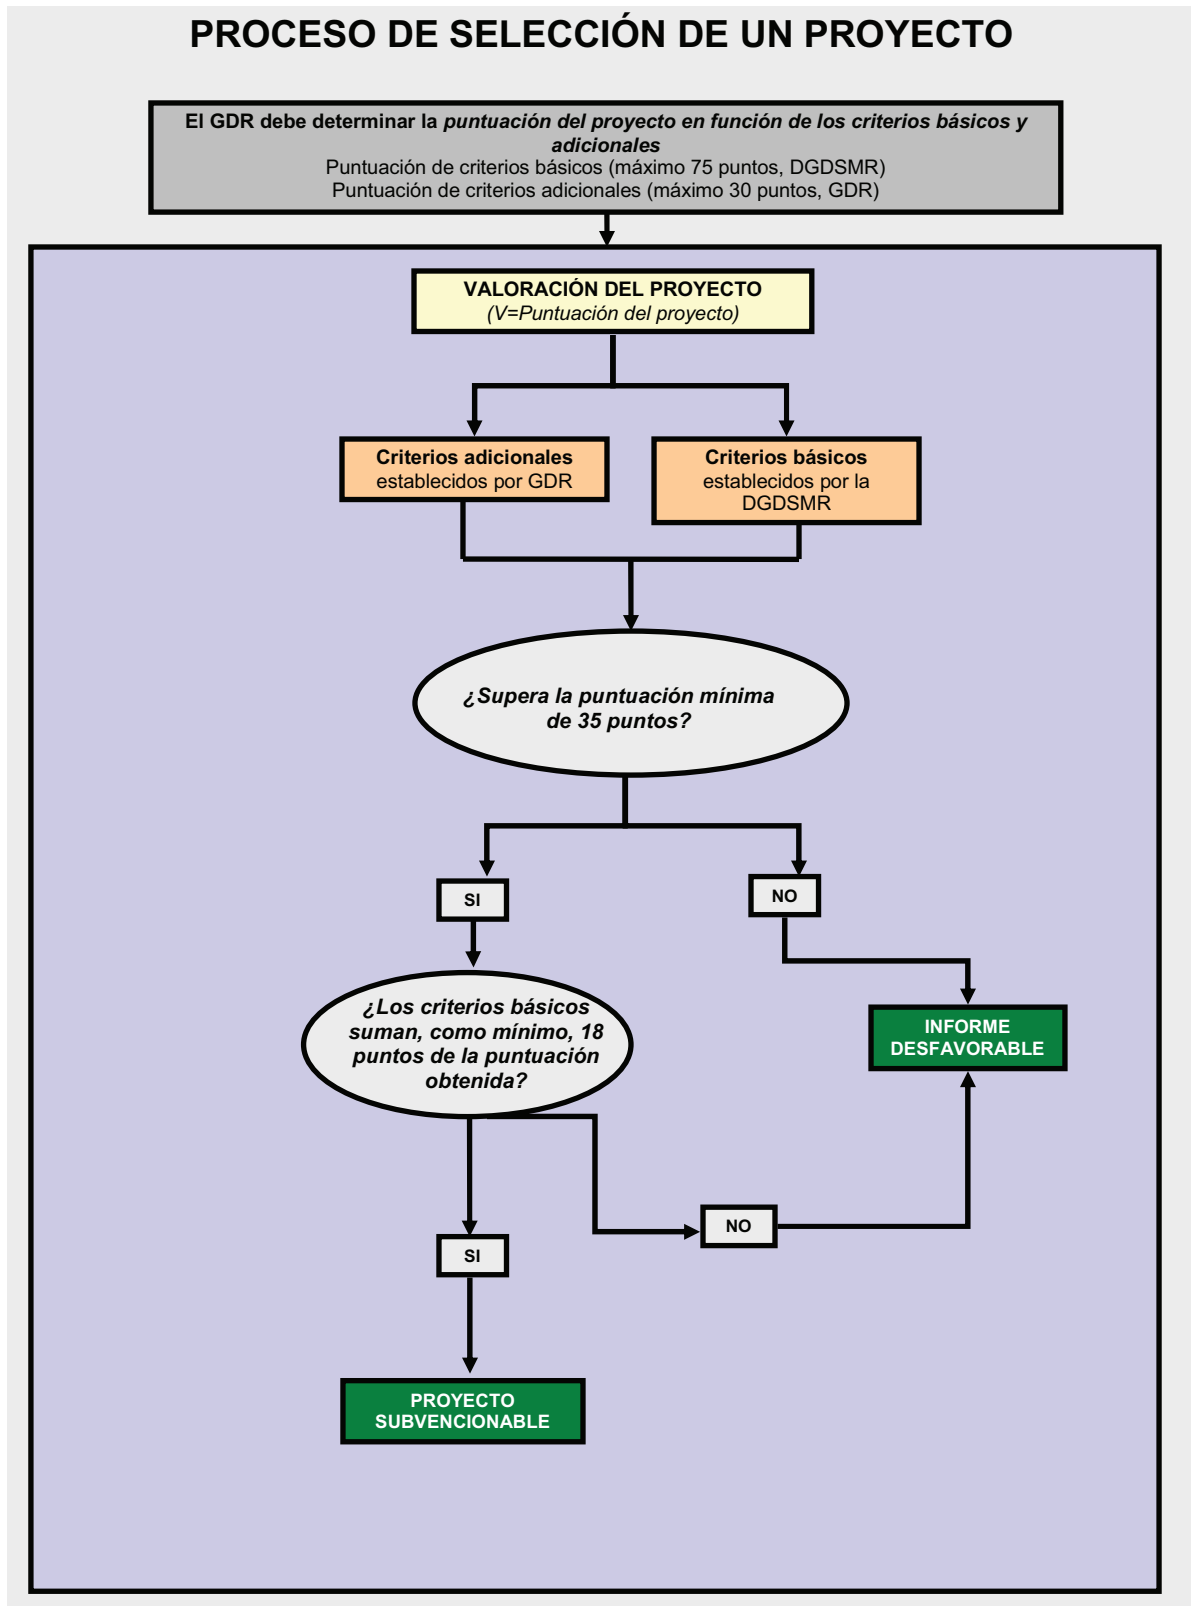 PROCESO DE SELECCIÓN DE UN PROYECTO
El GDR debe determinar la puntuación del proyecto en función de los criterios básicos y
adicionales
Puntuación de criterios básicos (máximo 75 puntos, DGDSMR)
Puntuación de criterios adicionales (máximo 30 puntos, GDR)
VALORACIÓN DEL PROYECTO
(V=Puntuación del proyecto)
Criterios adicionales
establecidos por GDR
Criterios básicos
establecidos por la
DGDSMR
¿Supera la puntuación mínima
de 35 puntos?
SI
NO
¿Los criterios básicos
suman, como mínimo, 18
puntos de la puntuación
obtenida?
INFORME
DESFAVORABLE
NO
SI
PROYECTO
SUBVENCIONABLE